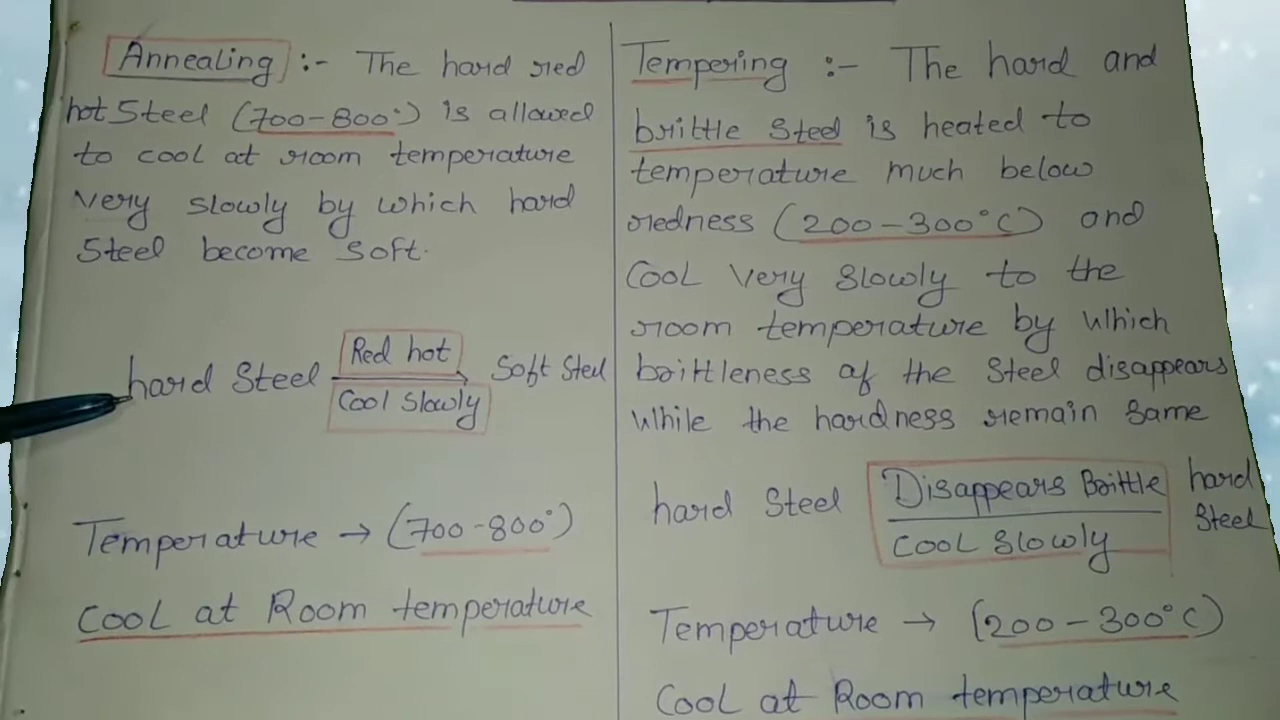 Annealing :- The hard red
hot Steel (700-800°) is allowed
to cool at room temperature
very slowly by which hard
Steel become soft.
hard Steel Red hot Soft Steel
Cool Slowly
Temperature → (700-800°)
Cool at Room temperature
Tempering :- The hard and
brittle Steel is heated to
temperature much below
redness (200-300°C) and
Cool very slowly to the
room temperature by which
brittleness of the Steel disappears
while the hardness remain same
hard Steel Disappears Brittle hard
Cool Slowly Steel
Temperature → (200-300°C)
Cool at Room temperature